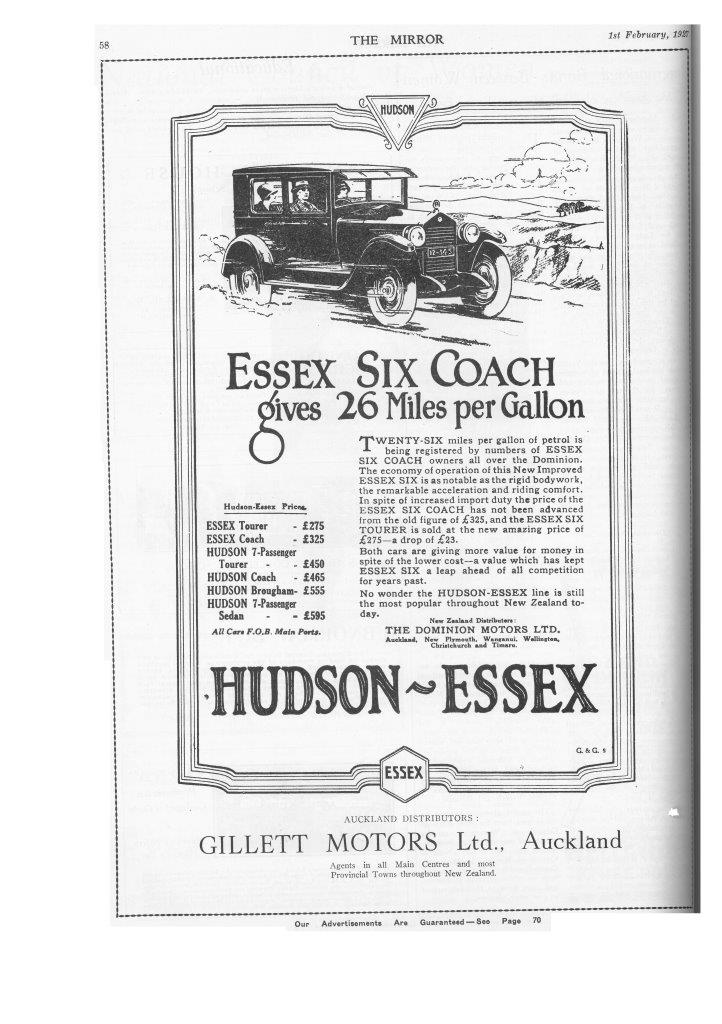 58
THE MIRROR
1st February, 1927
HUDSON
ESSEX SIX COACH
gives 26 Miles per Gallon
TWENTY-SIX miles per gallon of petrol is
being registered by numbers of ESSEX
SIX COACH owners all over the Dominion.
The economy of operation of this New Improved
ESSEX SIX is as notable as the rigid bodywork,
the remarkable acceleration and riding comfort.
In spite of increased import duty the price of the
ESSEX SIX COACH has not been advanced
from the old figure of £325, and the ESSEX SIX
TOURER is sold at the new amazing price of
£275—a drop of £23.
Both cars are giving more value for money in
spite of the lower cost—a value which has kept
ESSEX SIX a leap ahead of all competition
for years past.
No wonder the HUDSON-ESSEX line is still
the most popular throughout New Zealand to-
day.
Hudson-Essex Prices.
ESSEX Tourer - £275
ESSEX Coach - £325
HUDSON 7-Passenger
Tourer - - £450
HUDSON Coach - £465
HUDSON Brougham- £555
HUDSON 7-Passenger
Sedan - - £595
All Cars F.O.B. Main Ports.
New Zealand Distributors:
THE DOMINION MOTORS LTD.
Auckland, New Plymouth, Wanganui, Wellington,
Christchurch and Timaru.
HUDSON~ESSEX
G. & G. 8
ESSEX
AUCKLAND DISTRIBUTORS:
GILLETT MOTORS Ltd., Auckland
Agents in all Main Centres and most
Provincial Towns throughout New Zealand.
Our Advertisements Are Guaranteed—See Page 70